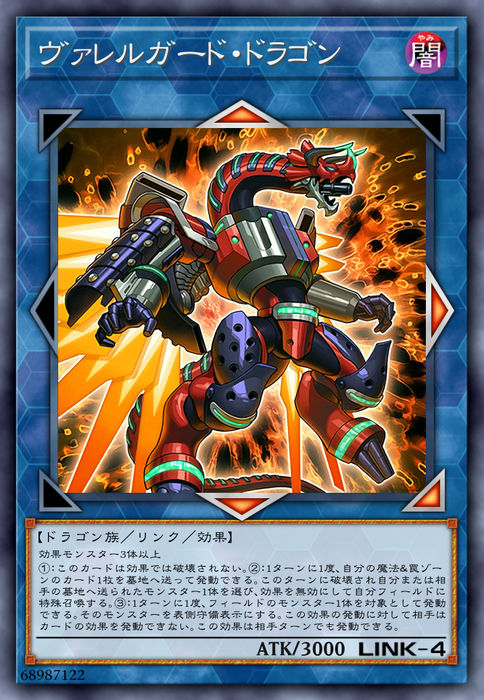 ヴァレルガード・ドラゴン
やみ
闇
【ドラゴン族／リンク／効果】
効果モンスター3体以上
①：このカードは効果では破壊されない。②：1ターンに1度、自分の魔法&罠ゾー
ンのカード1枚を墓地へ送って発動できる。このターンに破壊され自分または相
手の墓地へ送られたモンスター1体を選び、効果を無効にして自分フィールドに
特殊召喚する。③：1ターンに1度、フィールドのモンスター1体を対象として発動
できる。そのモンスターを表側守備表示にする。この効果の発動に対して相手は
カードの効果を発動できない。この効果は相手ターンでも発動できる。
ATK/3000 LINK-4
68987122